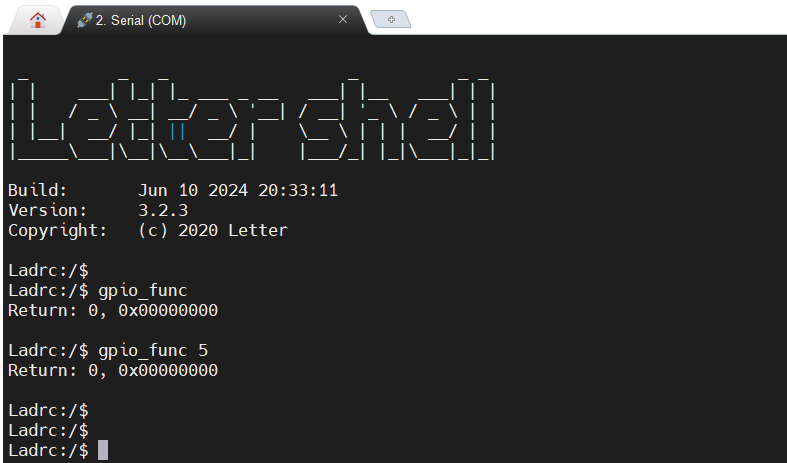 2. Serial (COM)
Letter shell
Build: Jun 10 2024 20:33:11
Version: 3.2.3
Copyright: (c) 2020 Letter
Ladrc:/$
Ladrc:/$ gpio_func
Return: 0, 0x00000000
Ladrc:/$ gpio_func 5
Return: 0, 0x00000000
Ladrc:/$
Ladrc:/$
Ladrc:/$